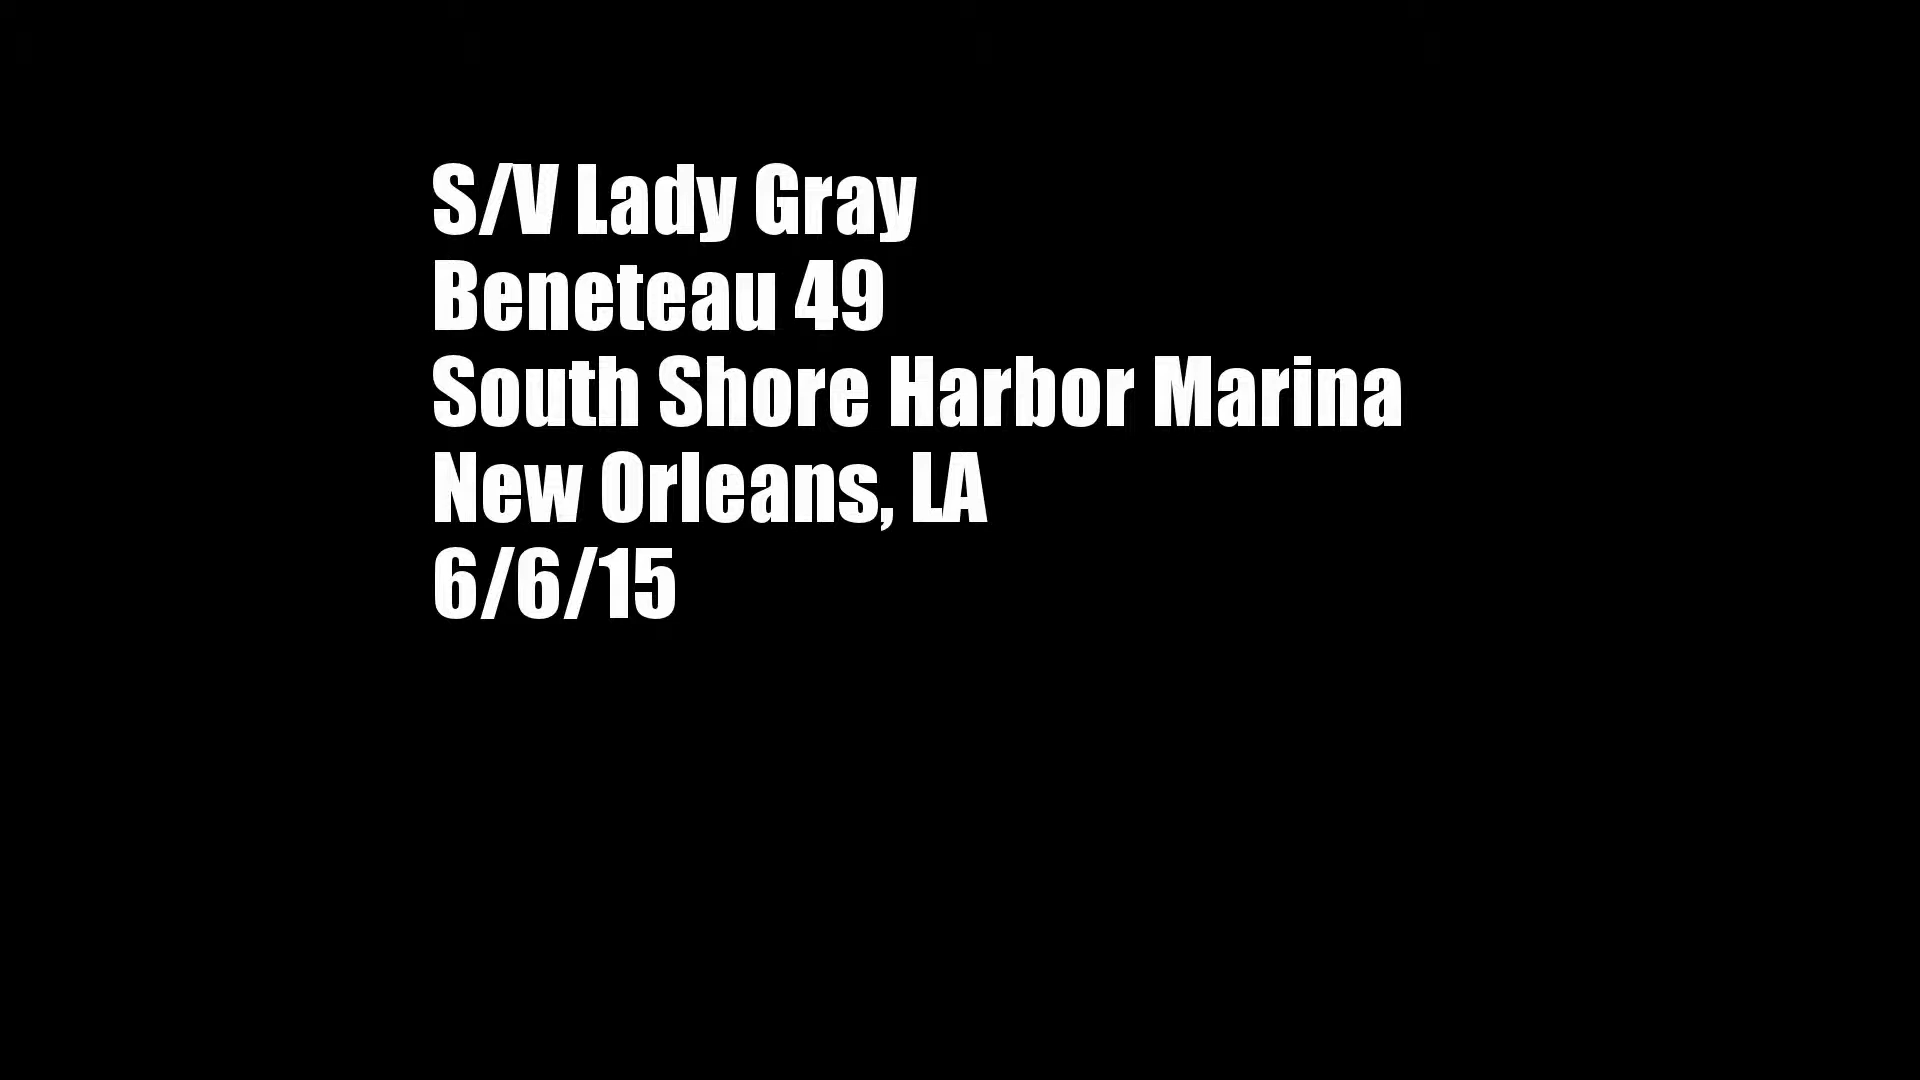 S/V Lady Gray
Beneteau 49
South Shore Harbor Marina
New Orleans, LA
6/6/15